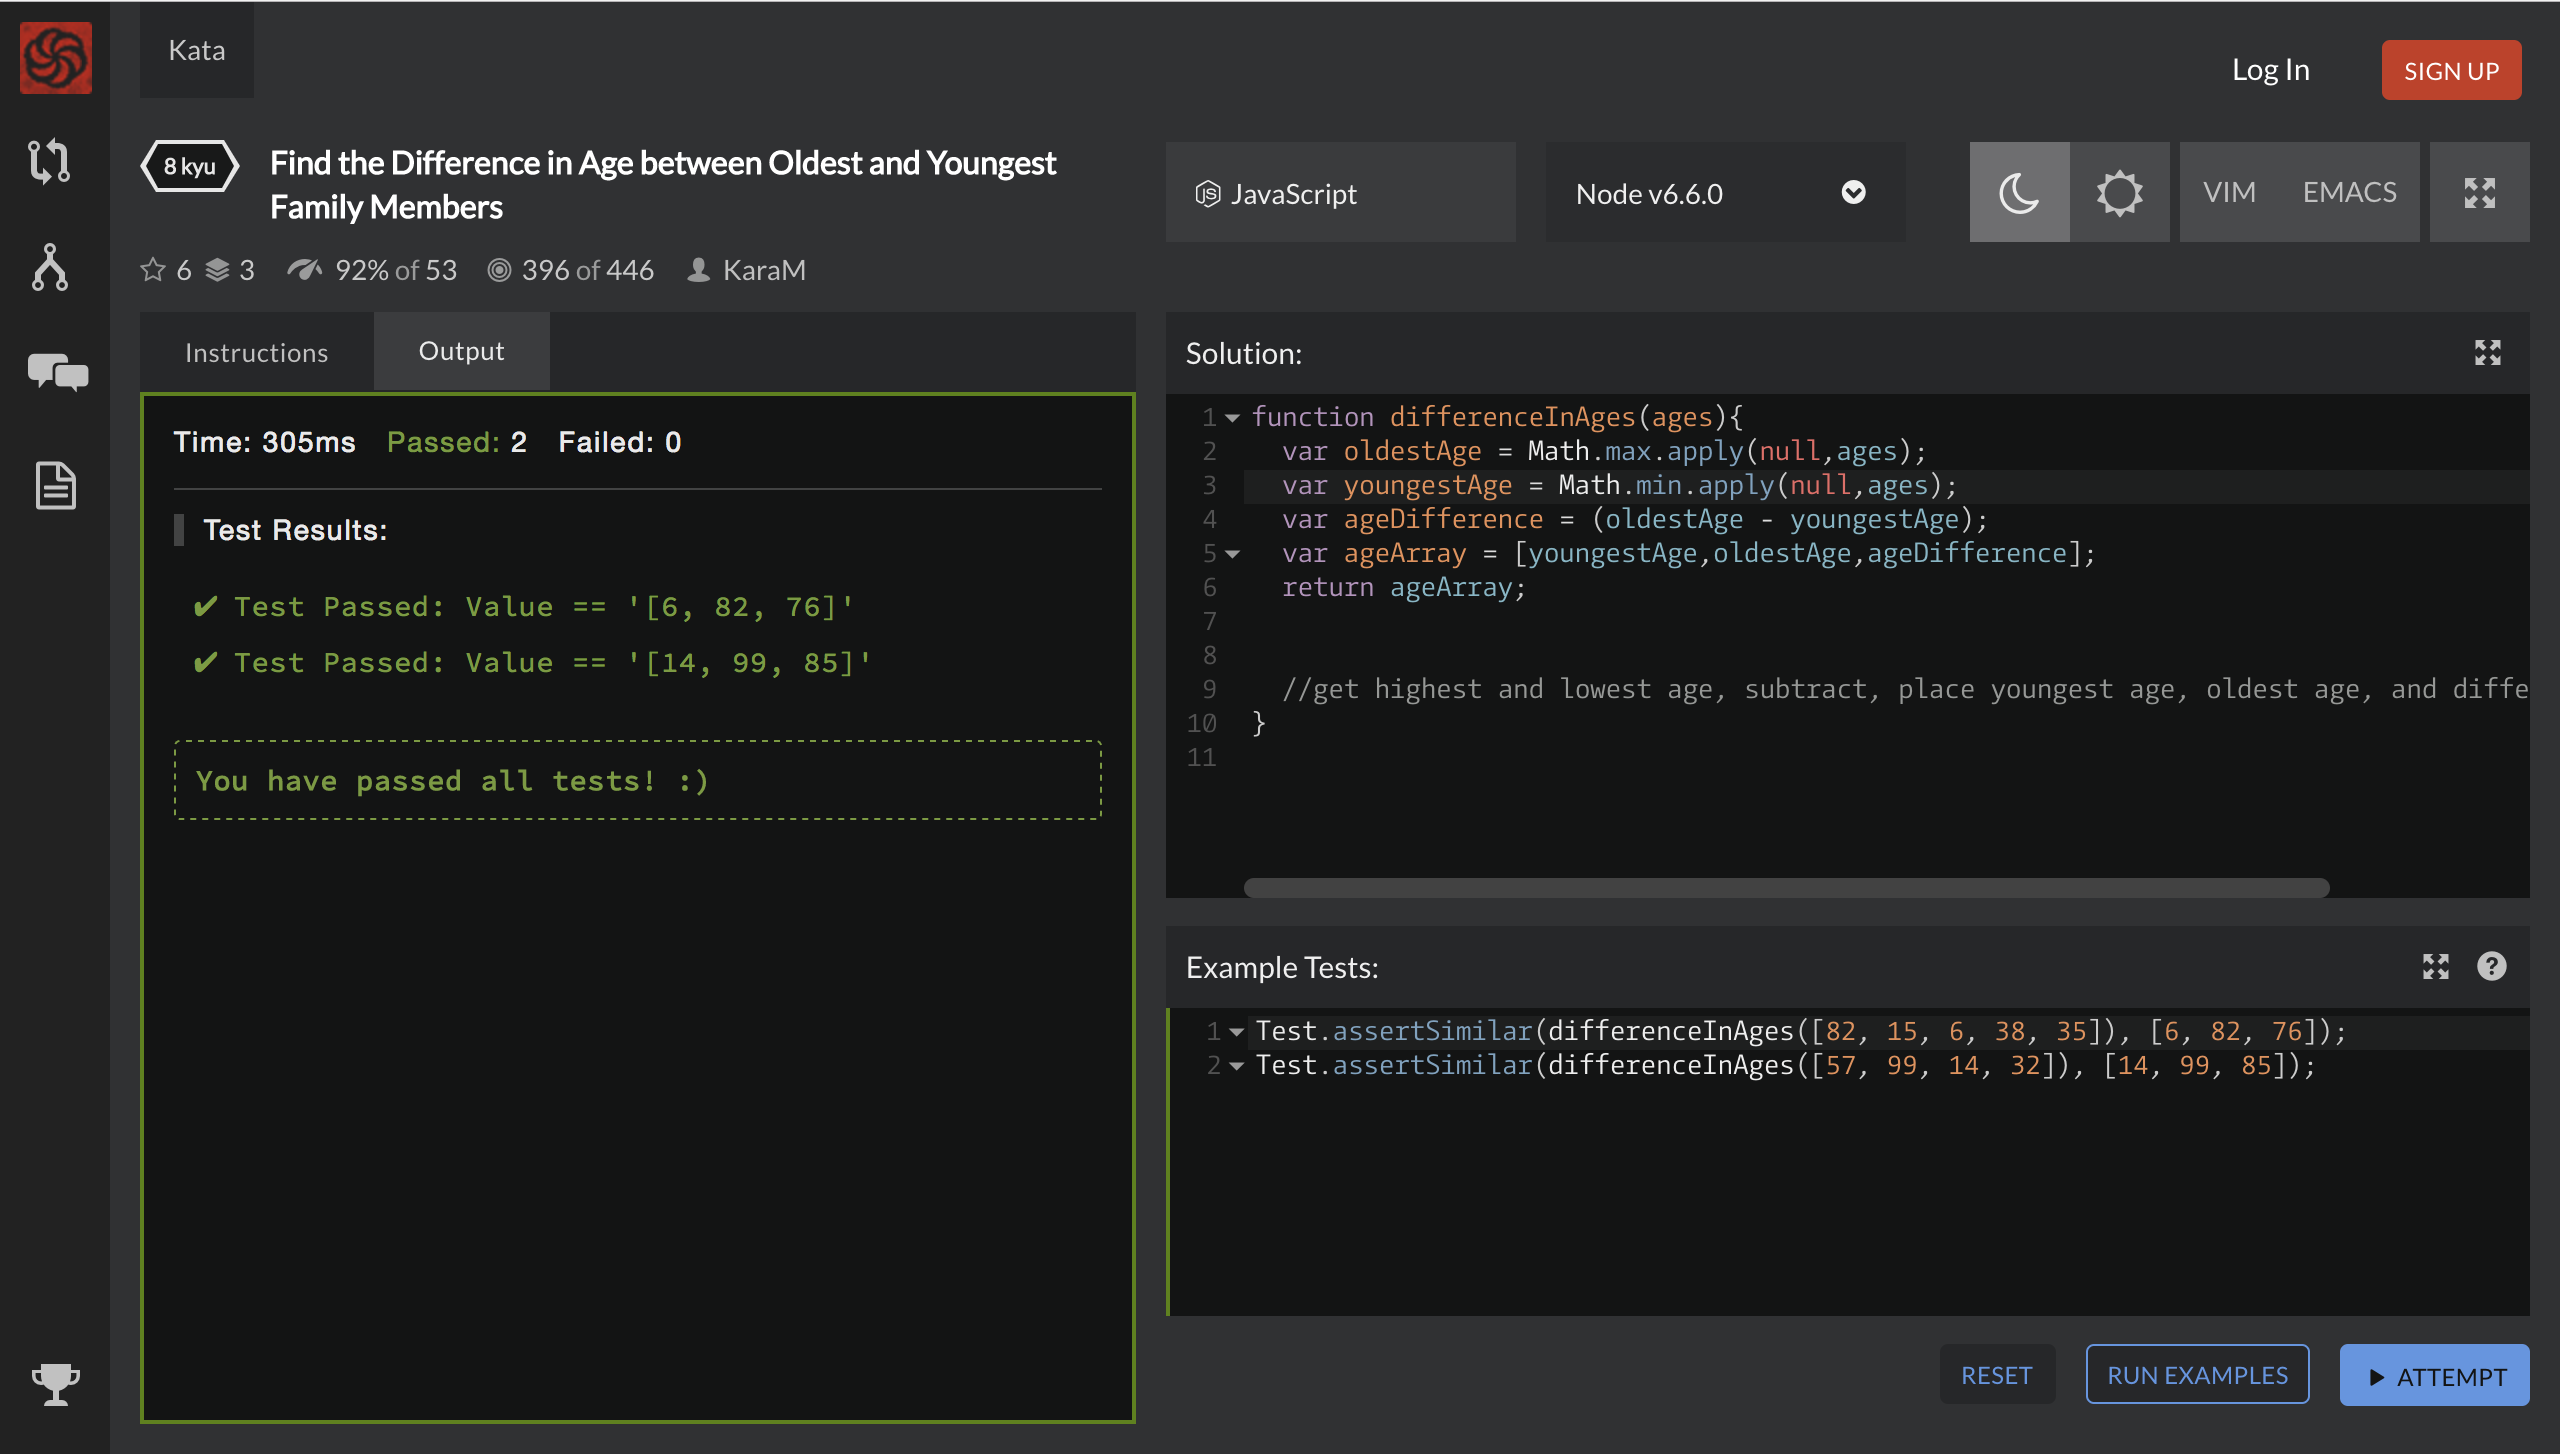 Kata
Log In
SIGN UP
8 kyu
Find the Difference in Age between Oldest and Youngest
Family Members
6 3 92% of 53 396 of 446 KaraM
JS JavaScript
Node v6.6.0
VIM EMACS
Instructions Output
Time: 305ms Passed: 2 Failed: 0
Test Results:
✔ Test Passed: Value == '[6, 82, 76]'
✔ Test Passed: Value == '[14, 99, 85]'
You have passed all tests! :)
Solution:
1 function differenceInAges(ages){
2 var oldestAge = Math.max.apply(null,ages);
3 var youngestAge = Math.min.apply(null,ages);
4 var ageDifference = (oldestAge - youngestAge);
5 var ageArray = [youngestAge,oldestAge,ageDifference];
6 return ageArray;
7
8
9 //get highest and lowest age, subtract, place youngest age, oldest age, and diffe
10 }
11
Example Tests:
?
1 Test.assertSimilar(differenceInAges([82, 15, 6, 38, 35]), [6, 82, 76]);
2 Test.assertSimilar(differenceInAges([57, 99, 14, 32]), [14, 99, 85]);
RESET
RUN EXAMPLES
ATTEMPT